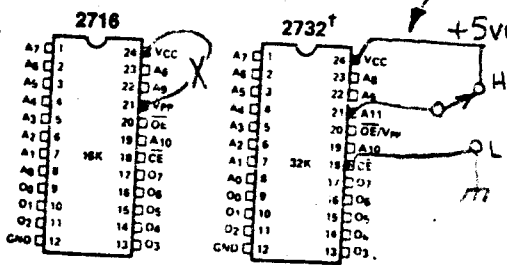 2716
A7 1 24 VCC
A6 2 23 A8
A5 3 22 A9
A4 4 21 VPP
A3 5 20 OE
A2 6 19 A10
A1 7 16K 18 CE
A0 8 17 O7
O0 9 16 O6
O1 10 15 O5
O2 11 14 O4
GND 12 13 O3
X
2732†
+5V
A7 1 24 VCC
A6 2 23 A8
A5 3 22 A9
A4 4 21 A11
A3 5 20 OE/VPP
A2 6 19 A10
A1 7 32K 18 CE
A0 8 17 O7
O0 9 16 O6
O1 10 15 O5
O2 11 14 O4
GND 12 13 O3
H
L